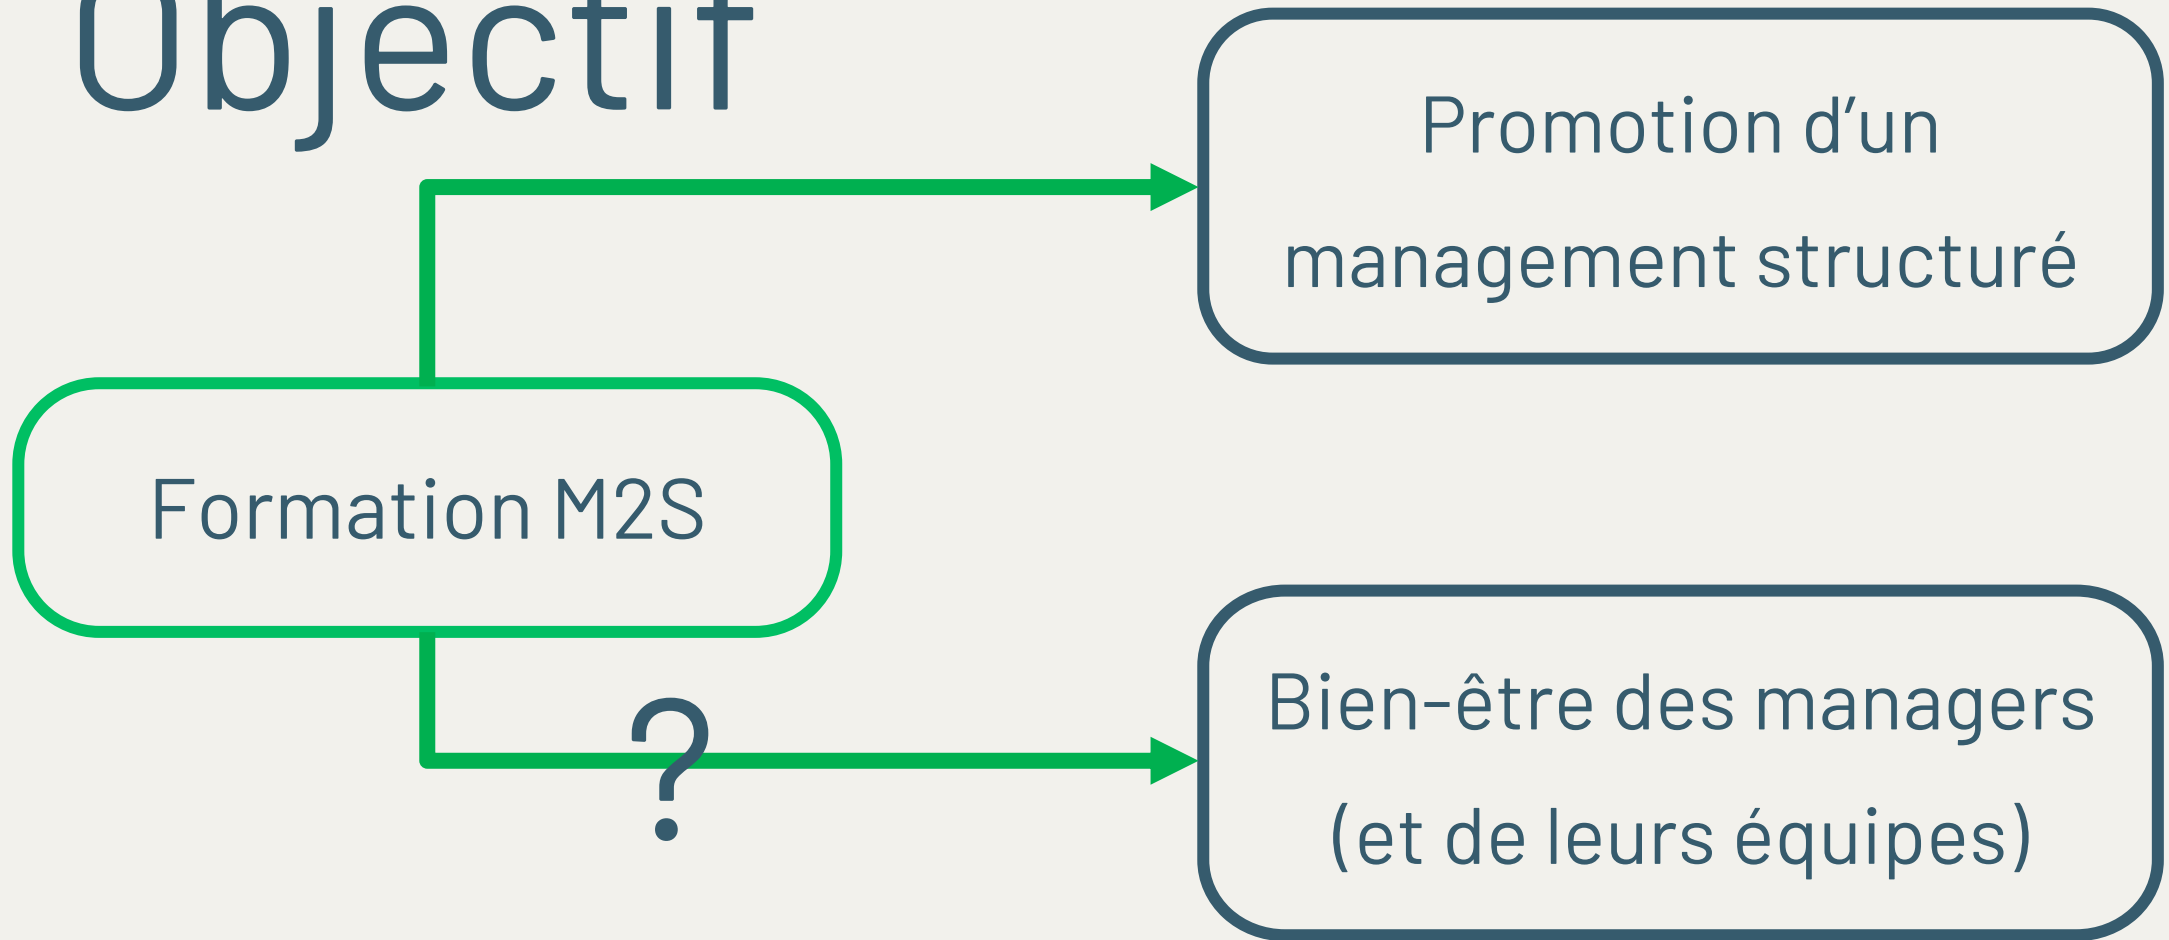 Objectif
Promotion d’un
management structuré
Formation M2S
?
Bien-être des managers
(et de leurs équipes)